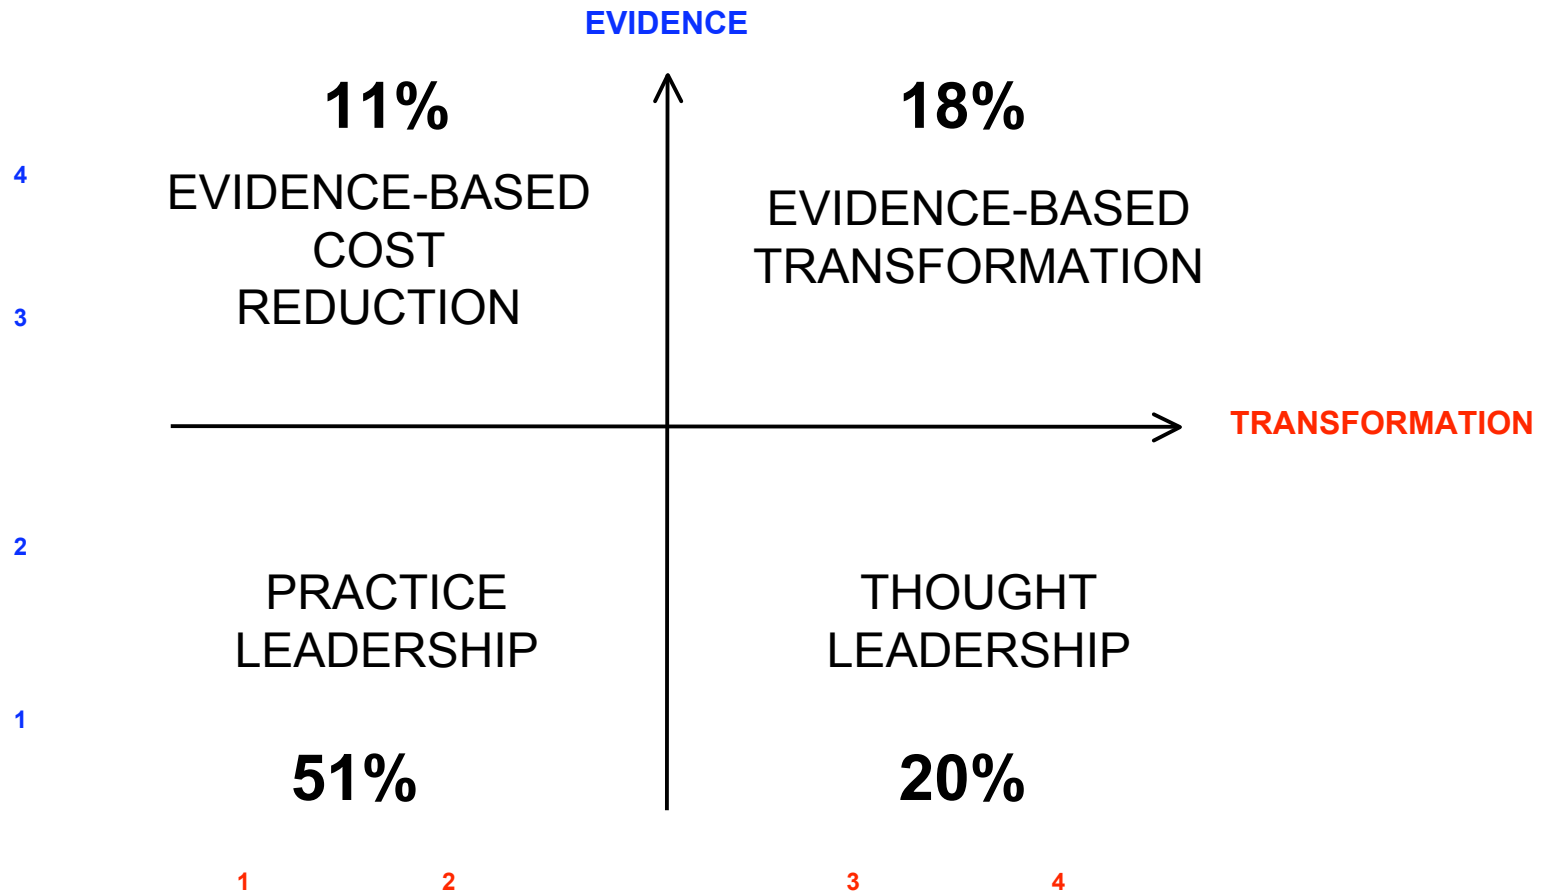 EVIDENCE
11%
18%
4
EVIDENCE-BASED
COST
REDUCTION
EVIDENCE-BASED
TRANSFORMATION
3
TRANSFORMATION
2
PRACTICE
LEADERSHIP
THOUGHT
LEADERSHIP
1
51%
20%
1 2 3 4